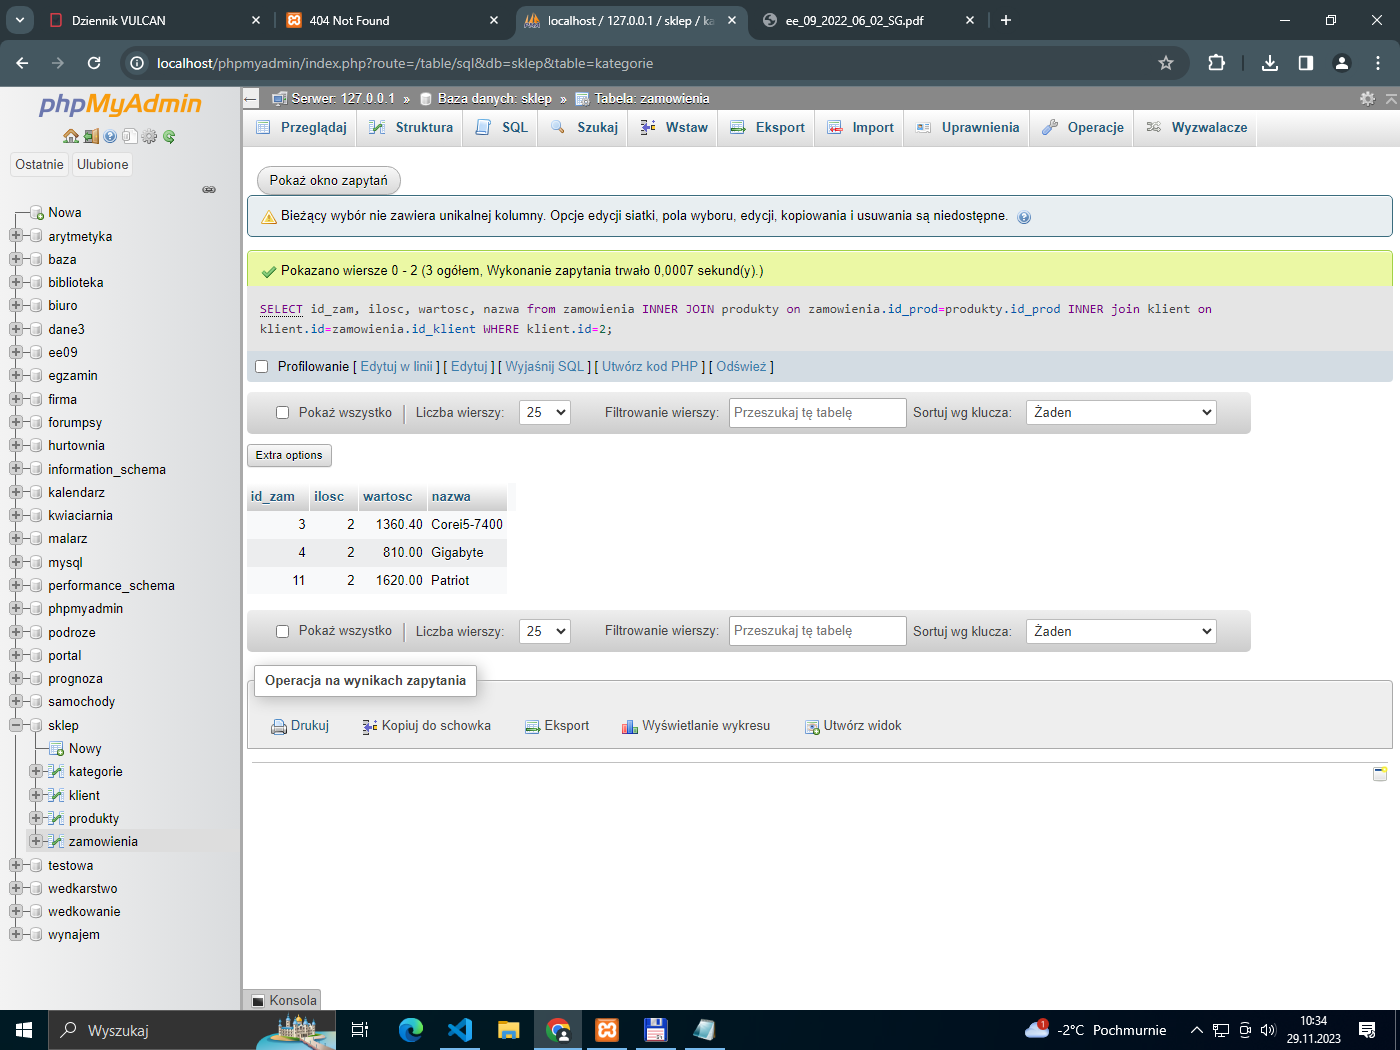 Dziennik VULCAN
404 Not Found
localhost / 127.0.0.1 / sklep / ka
ee_09_2022_06_02_SG.pdf
localhost/phpmyadmin/index.php?route=/table/sql&db=sklep&table=kategorie
phpMyAdmin
Ostatnie
Ulubione
Nowa
arytmetyka
baza
biblioteka
biuro
dane3
ee09
egzamin
firma
forumpsy
hurtownia
information_schema
kalendarz
kwiaciarnia
malarz
mysql
performance_schema
phpmyadmin
podroze
portal
prognoza
samochody
sklep
Nowy
kategorie
klient
produkty
zamowienia
testowa
wedkarstwo
wedkowanie
wynajem
Serwer: 127.0.0.1 » Baza danych: sklep » Tabela: zamowienia
Przeglądaj
Struktura
SQL
Szukaj
Wstaw
Eksport
Import
Uprawnienia
Operacje
Wyzwalacze
Pokaż okno zapytań
Bieżący wybór nie zawiera unikalnej kolumny. Opcje edycji siatki, pola wyboru, edycji, kopiowania i usuwania są niedostępne.
Pokazano wiersze 0 - 2 (3 ogółem, Wykonanie zapytania trwało 0,0007 sekund(y).)
SELECT id_zam, ilosc, wartosc, nazwa from zamowienia INNER JOIN produkty on zamowienia.id_prod=produkty.id_prod INNER join klient on
klient.id=zamowienia.id_klient WHERE klient.id=2;
Profilowanie [ Edytuj w linii ] [ Edytuj ] [ Wyjaśnij SQL ] [ Utwórz kod PHP ] [ Odśwież ]
Pokaż wszystko | Liczba wierszy: 25 Filtrowanie wierszy: Przeszukaj tę tabelę Sortuj wg klucza: Żaden
Extra options
id_zam ilosc wartosc nazwa
3 2 1360.40 Corei5-7400
4 2 810.00 Gigabyte
11 2 1620.00 Patriot
Pokaż wszystko | Liczba wierszy: 25 Filtrowanie wierszy: Przeszukaj tę tabelę Sortuj wg klucza: Żaden
Operacja na wynikach zapytania
Drukuj
Kopiuj do schowka
Eksport
Wyświetlanie wykresu
Utwórz widok
Konsola
Wyszukaj
1
-2°C Pochmurnie
10:34
29.11.2023